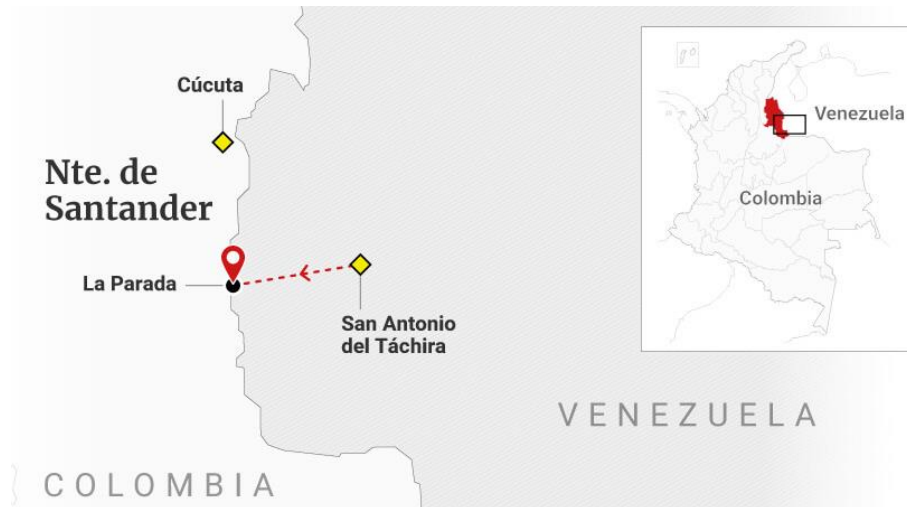 Cúcuta
Nte. de
Santander
La Parada
San Antonio
del Táchira
VENEZUELA
COLOMBIA
Venezuela
Colombia